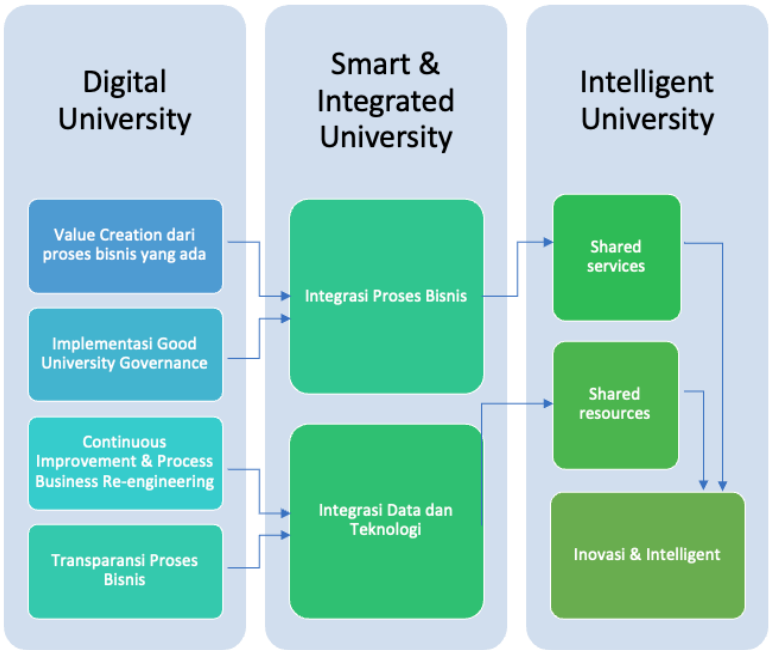 Digital
University
Value Creation dari
proses bisnis yang ada
Implementasi Good
University Governance
Continuous
Improvement & Process
Business Re-engineering
Transparansi Proses
Bisnis
Smart &
Integrated
University
Integrasi Proses Bisnis
Integrasi Data dan
Teknologi
Intelligent
University
Shared
services
Shared
resources
Inovasi & Intelligent